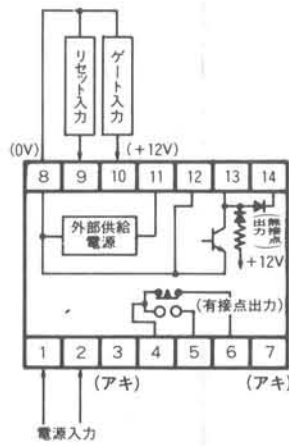 リセット入力
ゲート入力
(0V)
(+12V)
8 9 10 11 12 13 14
外部供給
電源
(無接点
出力)
+12V
(有接点出力)
1 2 3 4 5 6 7
(アキ)
(アキ)
電源入力